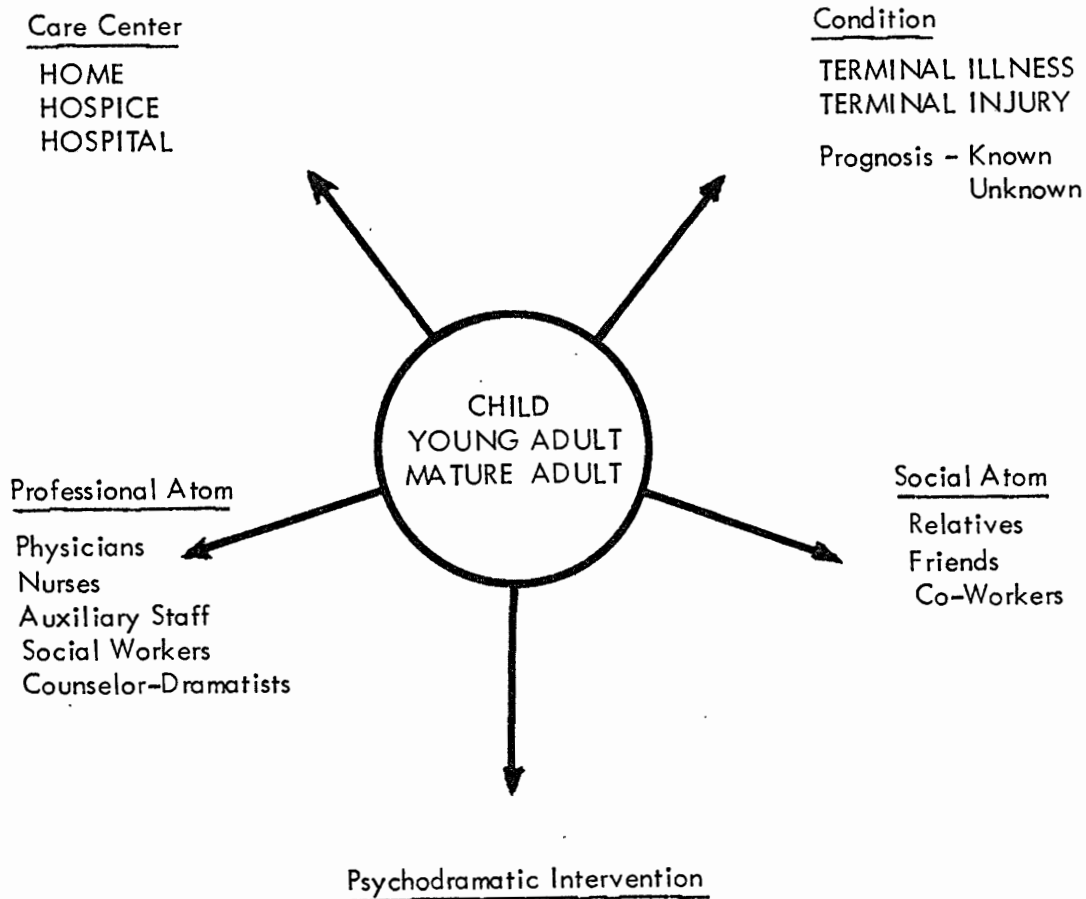 Care Center
HOME
HOSPICE
HOSPITAL
Condition
TERMINAL ILLNESS
TERMINAL INJURY
Prognosis - Known
Unknown
CHILD
YOUNG ADULT
MATURE ADULT
Professional Atom
Physicians
Nurses
Auxiliary Staff
Social Workers
Counselor-Dramatists
Social Atom
Relatives
Friends
Co-Workers
Psychodramatic Intervention